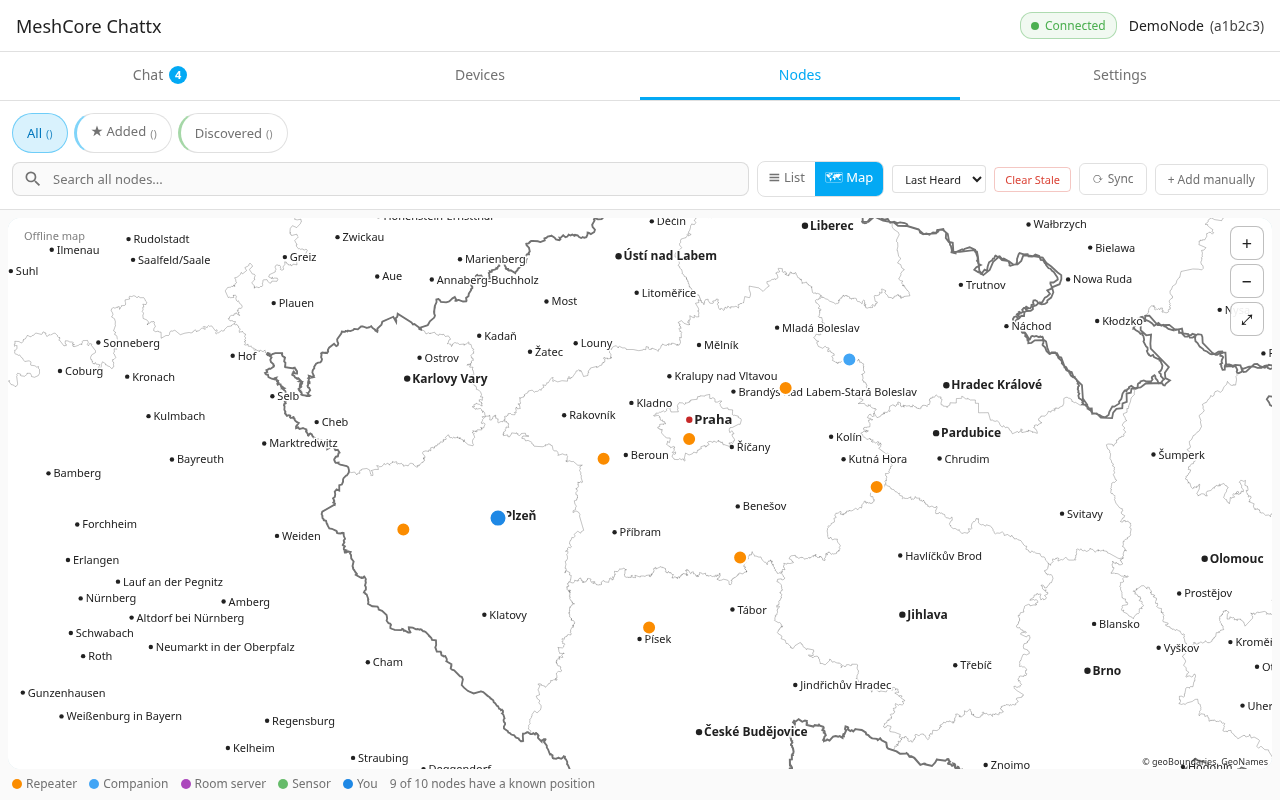 MeshCore Chattx
Connected
DemoNode (a1b2c3)
Chat 4
Devices
Nodes
Settings
All ()
★ Added ()
Discovered ()
Search all nodes...
List
Map
Last Heard
Clear Stale
Sync
+ Add manually
Offline map
+
−
Děčín
Liberec
Wałbrzych
Zwickau
Rudolstadt
Ilmenau
Bielawa
Greiz
Marienberg
Ústí nad Labem
Saalfeld/Saale
Suhl
Aue
Annaberg-Buchholz
Nowa Ruda
Trutnov
Litoměřice
Most
Plauen
Kłodzko
Náchod
Mladá Boleslav
Kadaň
Sonneberg
Louny
Mělník
Žatec
Hof
Ostrov
Coburg
Kronach
Karlovy Vary
Kralupy nad Vltavou
Hradec Králové
Selb
Kladno
Kulmbach
Rakovník
Cheb
Praha
Pardubice
Kolín
Marktredwitz
Říčany
Beroun
Bayreuth
Kutná Hora
Chrudim
Šumperk
Bamberg
Benešov
Svitavy
Plzeň
Forchheim
Příbram
Weiden
Havlíčkův Brod
Erlangen
Olomouc
Lauf an der Pegnitz
Prostějov
Nürnberg
Amberg
Tábor
Klatovy
Jihlava
Altdorf bei Nürnberg
Blansko
Schwabach
Písek
Neumarkt in der Oberpfalz
Vyškov
Roth
Cham
Třebíč
Brno
Jindřichův Hradec
Gunzenhausen
Weißenburg in Bayern
Regensburg
České Budějovice
Kelheim
Straubing
Znojmo
© geoBoundaries, GeoNames
Repeater
Companion
Room server
Sensor
You
9 of 10 nodes have a known position